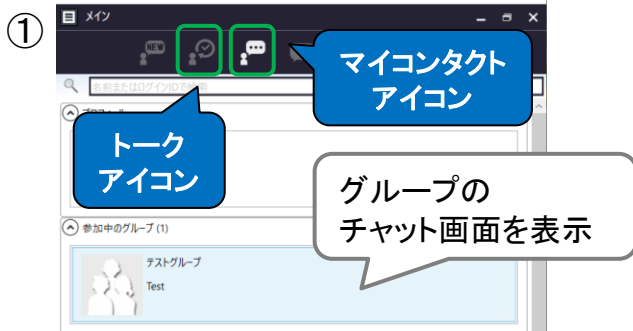 ①
メイン
NEW
マイコンタクト
アイコン
名前またはログインIDで検索
トーク
アイコン
グループの
チャット画面を表示
参加中のグループ (1)
テストグループ
Test